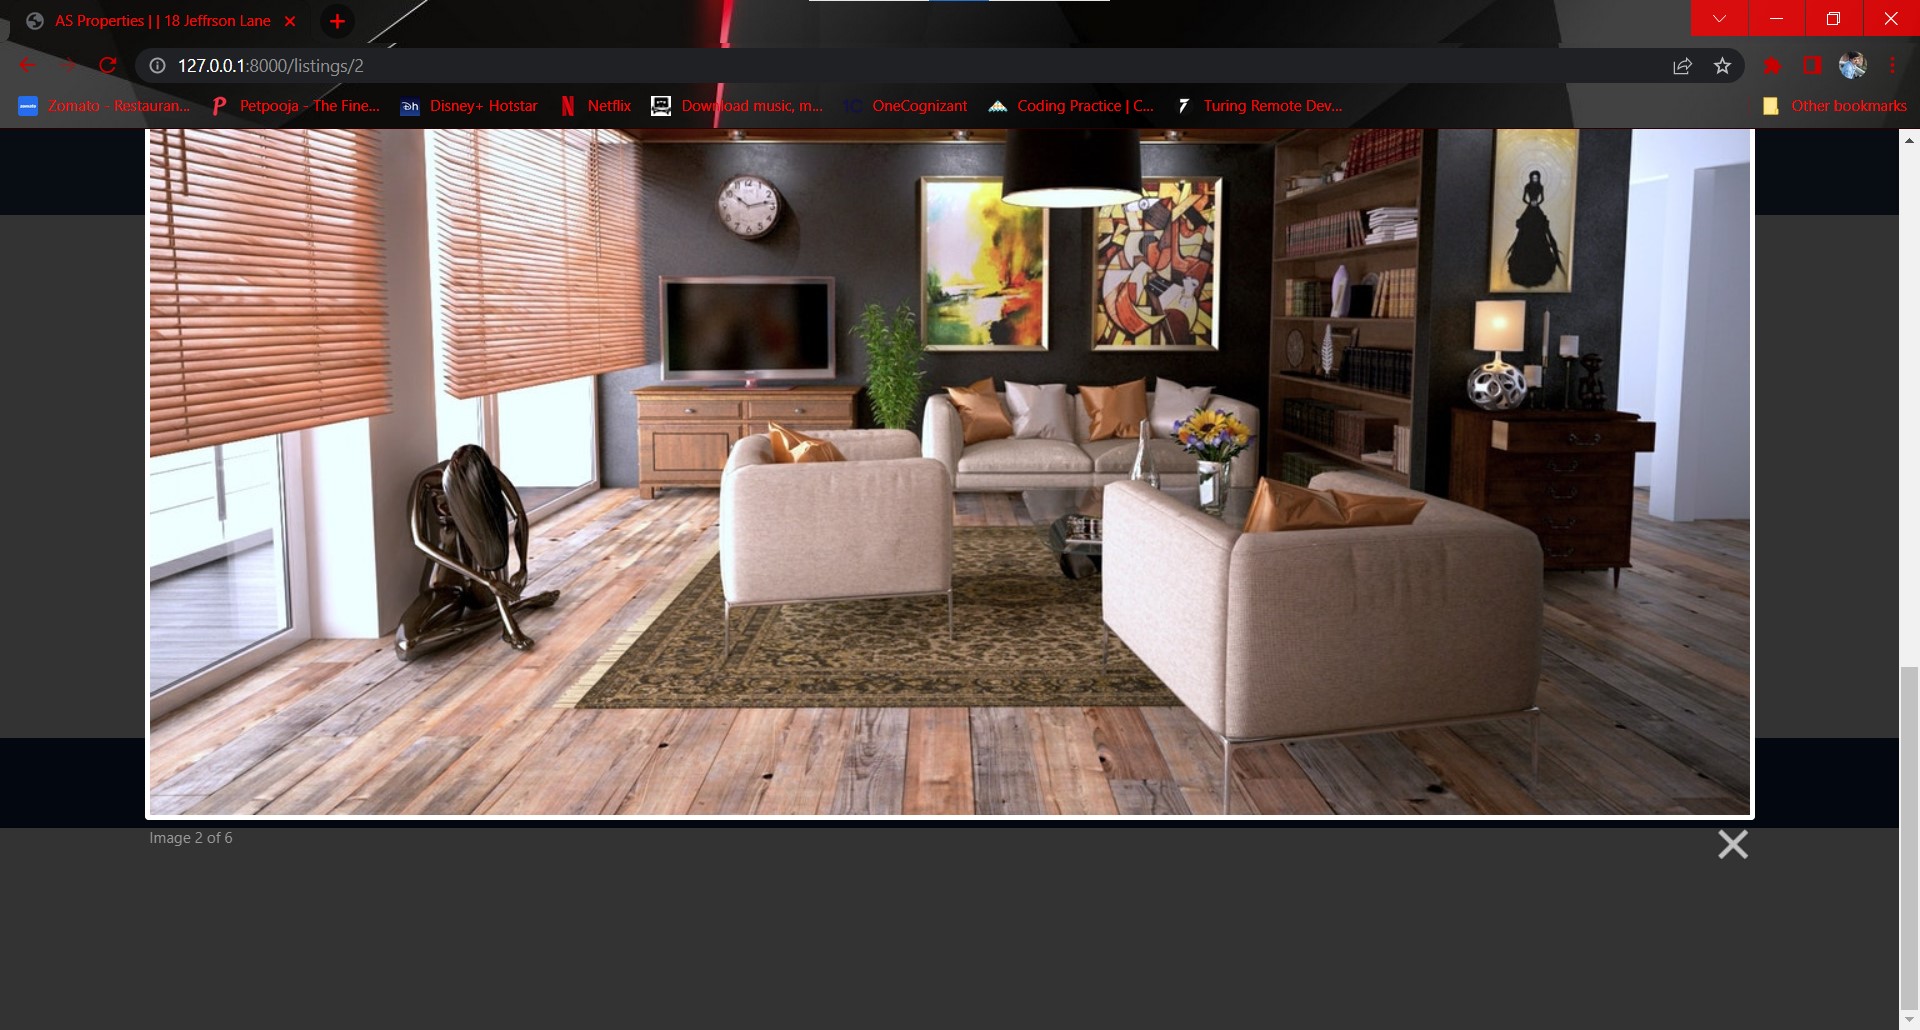 AS Properties | | 18 Jeffrson Lane
127.0.0.1:8000/listings/2
Zomato - Restauran... Petpooja - The Fine... Disney+ Hotstar Netflix Download music, m... OneCognizant Coding Practice | C... Turing Remote Dev... Other bookmarks
Image 2 of 6